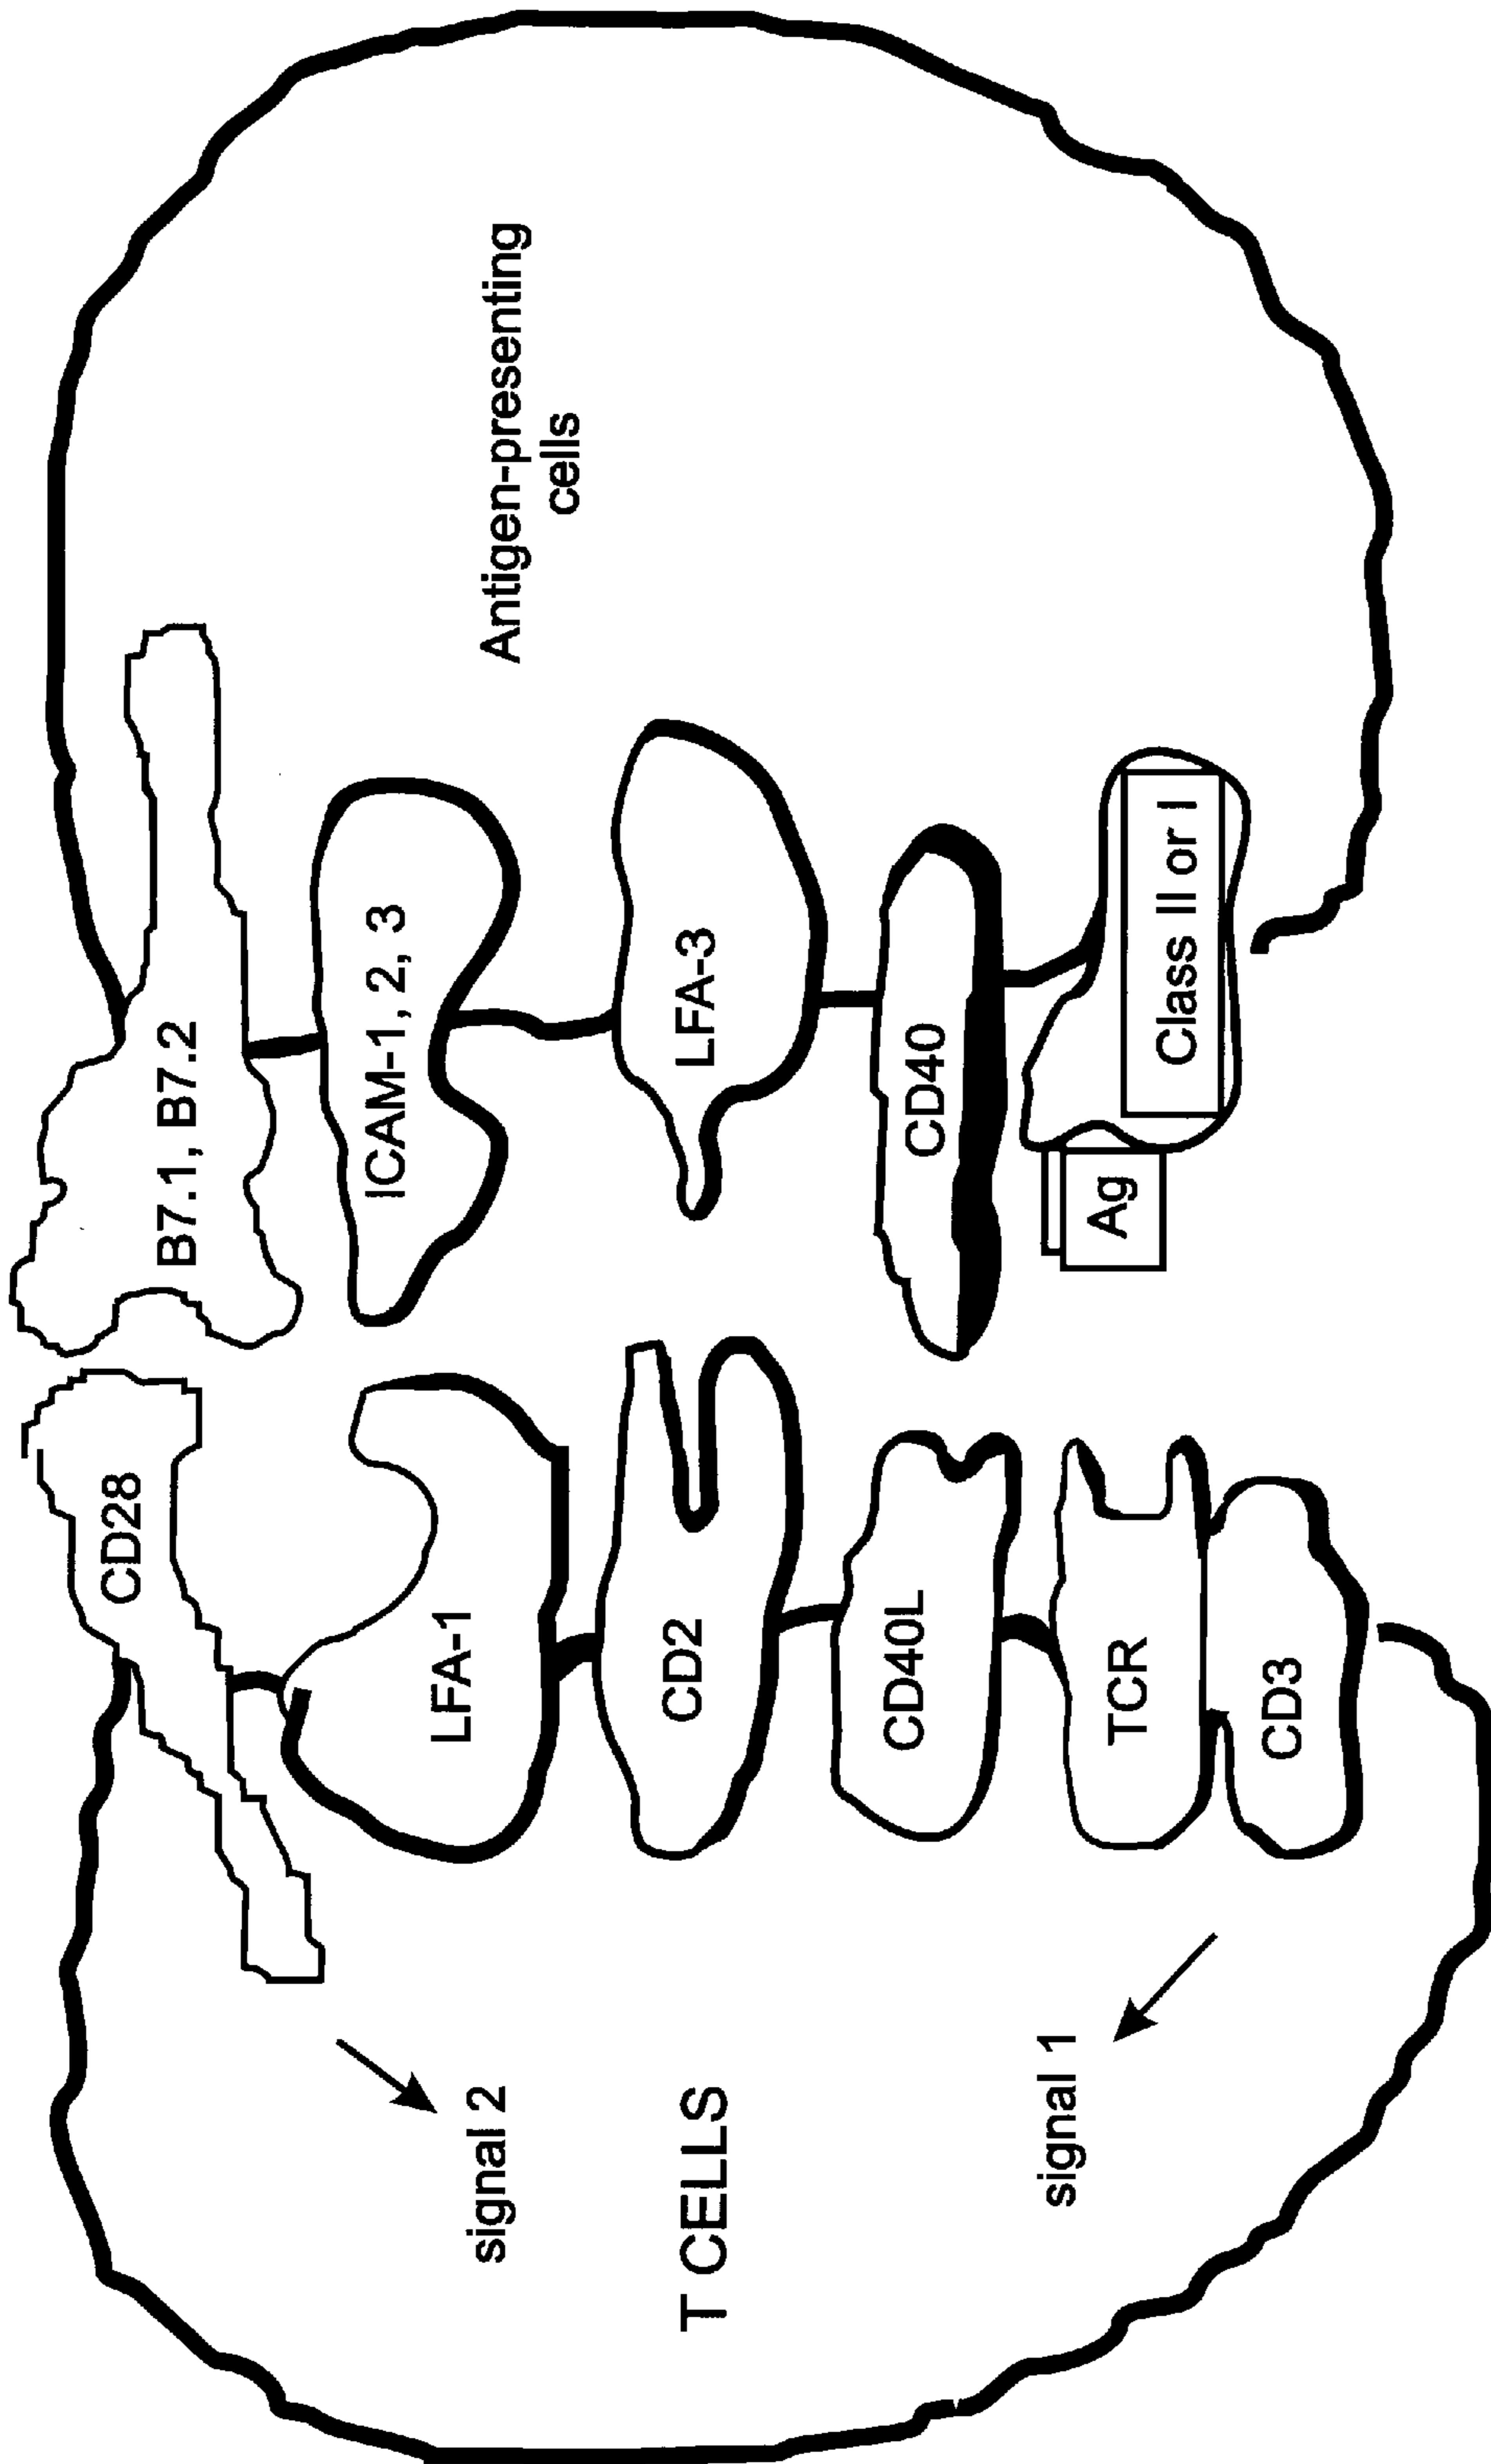 CD28
B7.1, B7.2
LFA-1
ICAM-1, 2, 3
signal 2
Antigen-presenting
cells
T CELLS
CD2
LFA-3
CD40L
CD40
signal 1
TCR
Ag
Class II or I
CD3